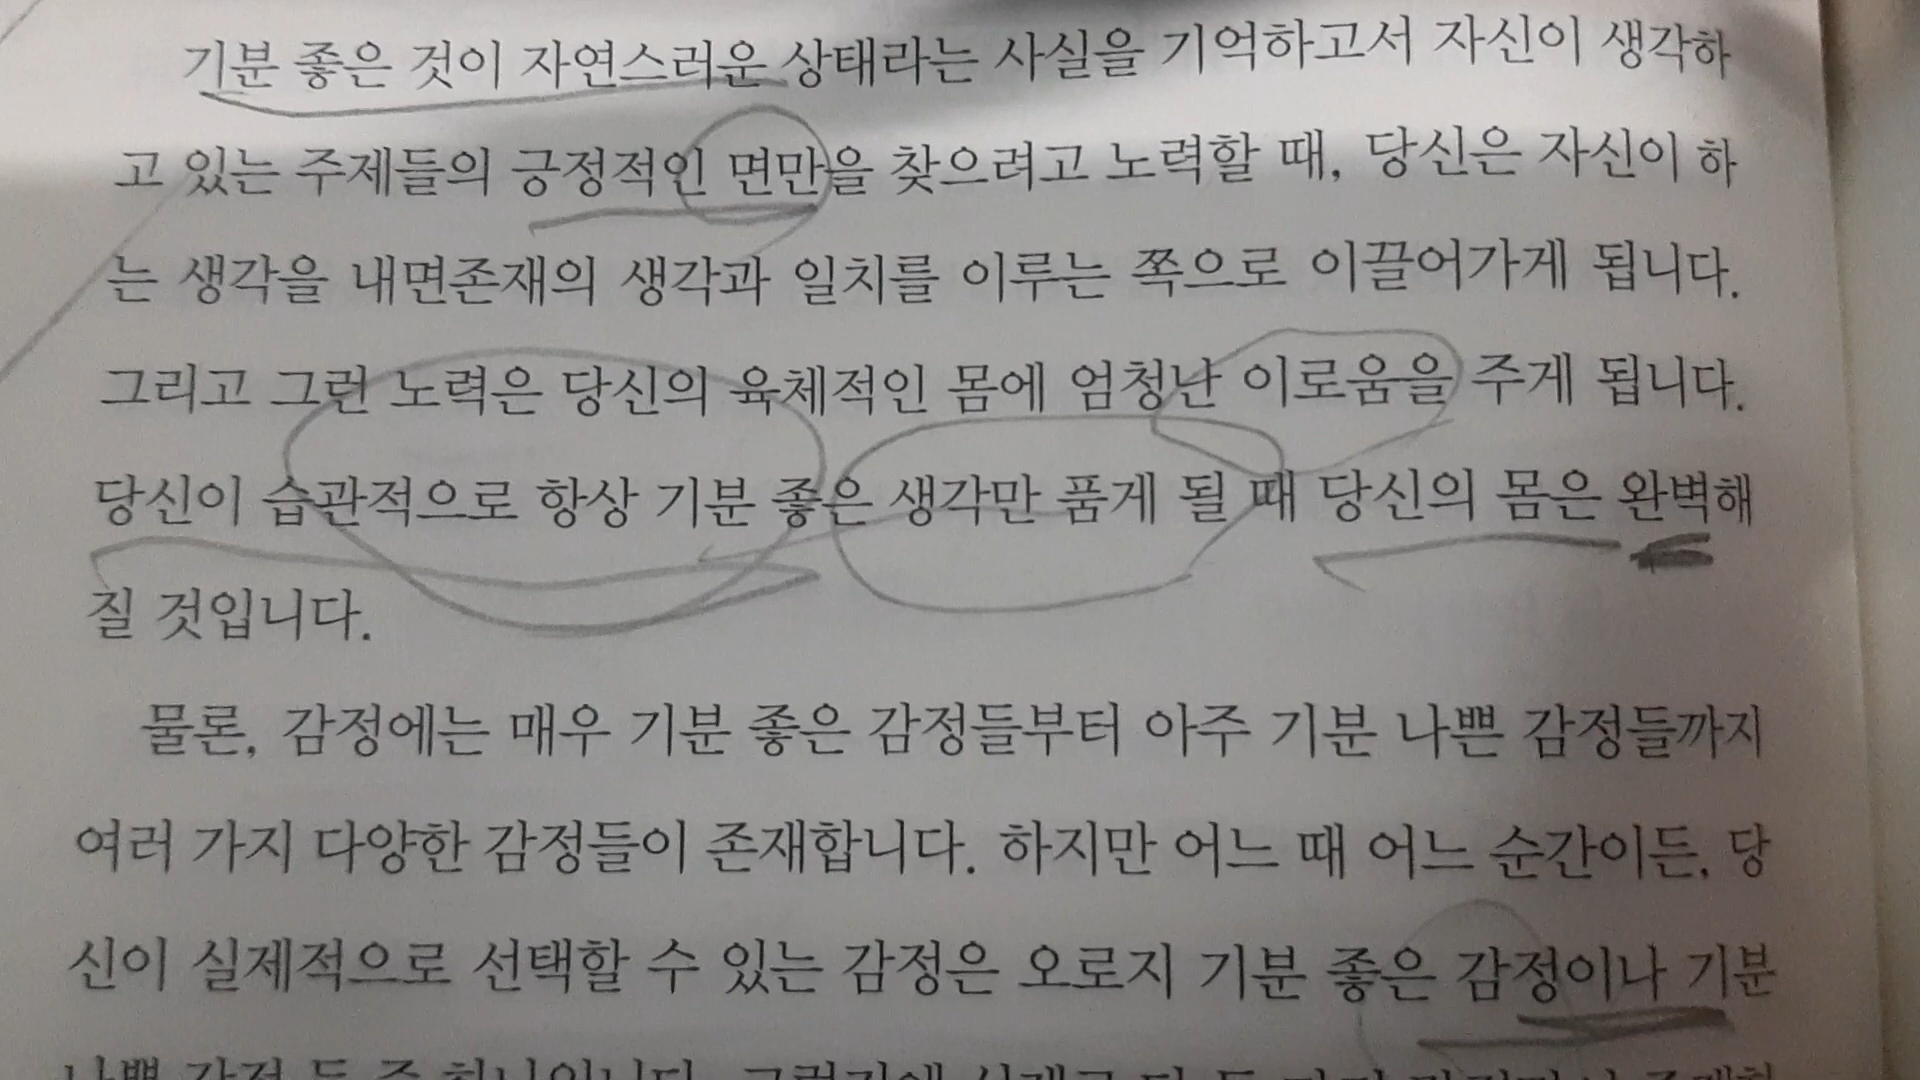 기분 좋은 것이 자연스러운 상태라는 사실을 기억하고서 자신이 생각하
고 있는 주제들의 긍정적인 면만을 찾으려고 노력할 때, 당신은 자신이 하
는 생각을 내면존재의 생각과 일치를 이루는 쪽으로 이끌어가게 됩니다.
그리고 그런 노력은 당신의 육체적인 몸에 엄청난 이로움을 주게 됩니다.
당신이 습관적으로 항상 기분 좋은 생각만 품게 될 때 당신의 몸은 완벽해
질 것입니다.
물론, 감정에는 매우 기분 좋은 감정들부터 아주 기분 나쁜 감정들까지
여러 가지 다양한 감정들이 존재합니다. 하지만 어느 때 어느 순간이든, 당
신이 실제적으로 선택할 수 있는 감정은 오로지 기분 좋은 감정이나 기분